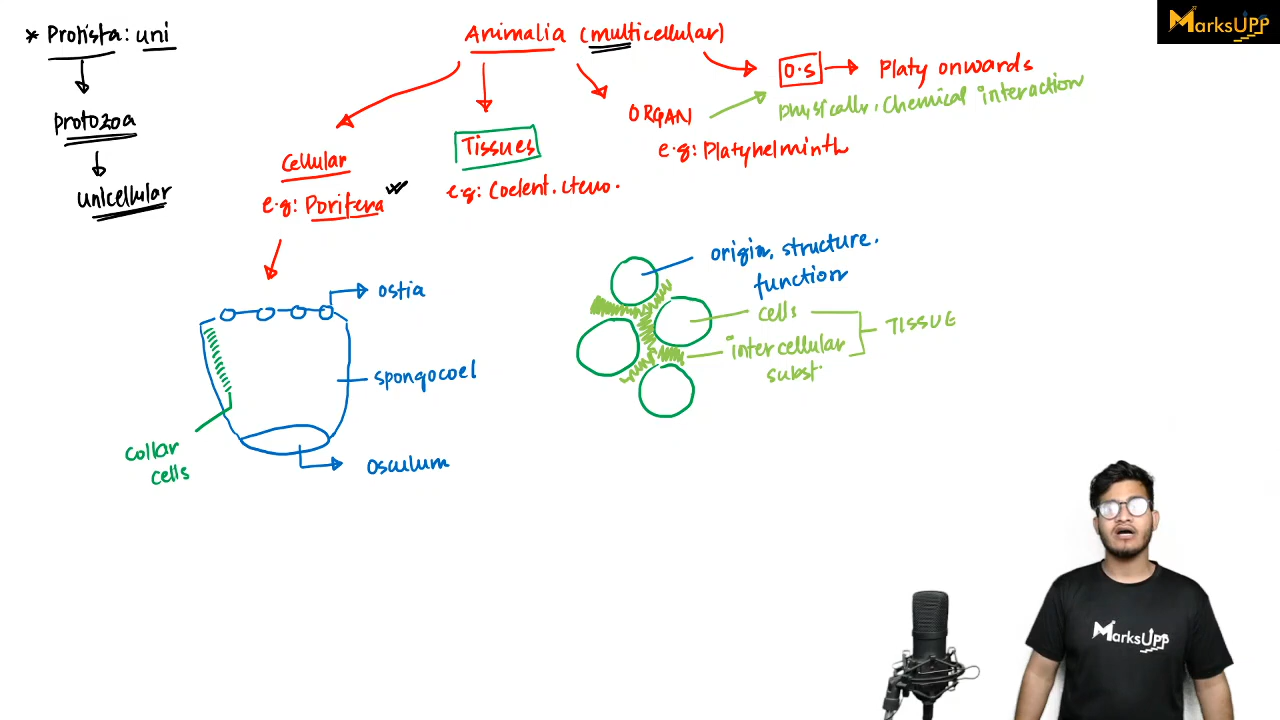 * Protista: uni
protozoa
unicellular
Animalia (multicellular)
Cellular
e.g: Porifera
Tissues
e.g: Coelent. Cteno.
ORGAN
e.g: Platyhelminth
O.S
Platy onwards
physically, chemical interaction
ostia
spongocoel
osculum
collar
cells
origin, structure.
function
cells
intercellular
subst.
TISSUE
MarksUPP
MarksUPP